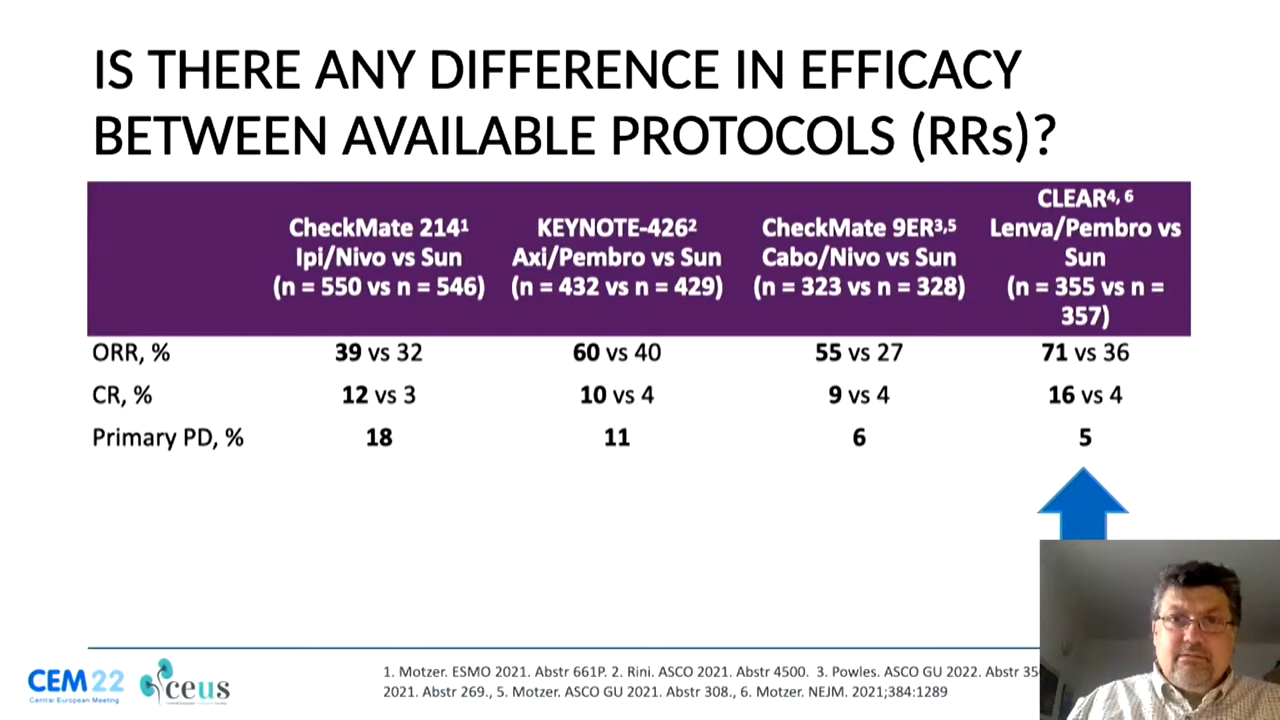 IS THERE ANY DIFFERENCE IN EFFICACY
BETWEEN AVAILABLE PROTOCOLS (RRs)?
CheckMate 214¹
Ipi/Nivo vs Sun
(n = 550 vs n = 546)
KEYNOTE-426²
Axi/Pembro vs Sun
(n = 432 vs n = 429)
CheckMate 9ER³,⁵
Cabo/Nivo vs Sun
(n = 323 vs n = 328)
CLEAR⁴, ⁶
Lenva/Pembro vs
Sun
(n = 355 vs n =
357)
ORR, % 39 vs 32 60 vs 40 55 vs 27 71 vs 36
CR, % 12 vs 3 10 vs 4 9 vs 4 16 vs 4
Primary PD, % 18 11 6 5
1. Motzer. ESMO 2021. Abstr 661P. 2. Rini. ASCO 2021. Abstr 4500. 3. Powles. ASCO GU 2022. Abstr
2021. Abstr 269., 5. Motzer. ASCO GU 2021. Abstr 308., 6. Motzer. NEJM. 2021;384:1289
CEM22
Central European Meeting
ceus